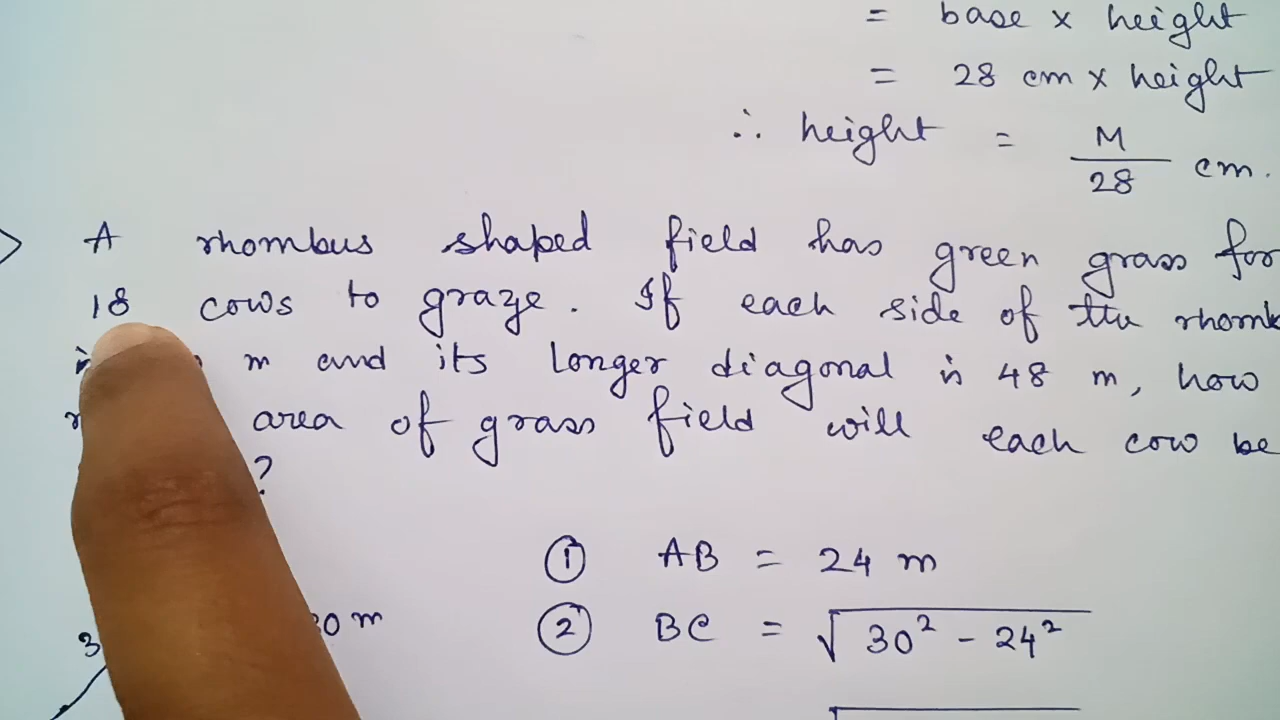 = base x height
= 28 cm x height
∴ height = M/28 cm.
A rhombus shaped field has green grass for
18 cows to graze. If each side of the
m and its longer diagonal is 48 m, how
area of grass field will each cow be
?
① AB = 24 m
② BC = √30² - 24²
3 0 m